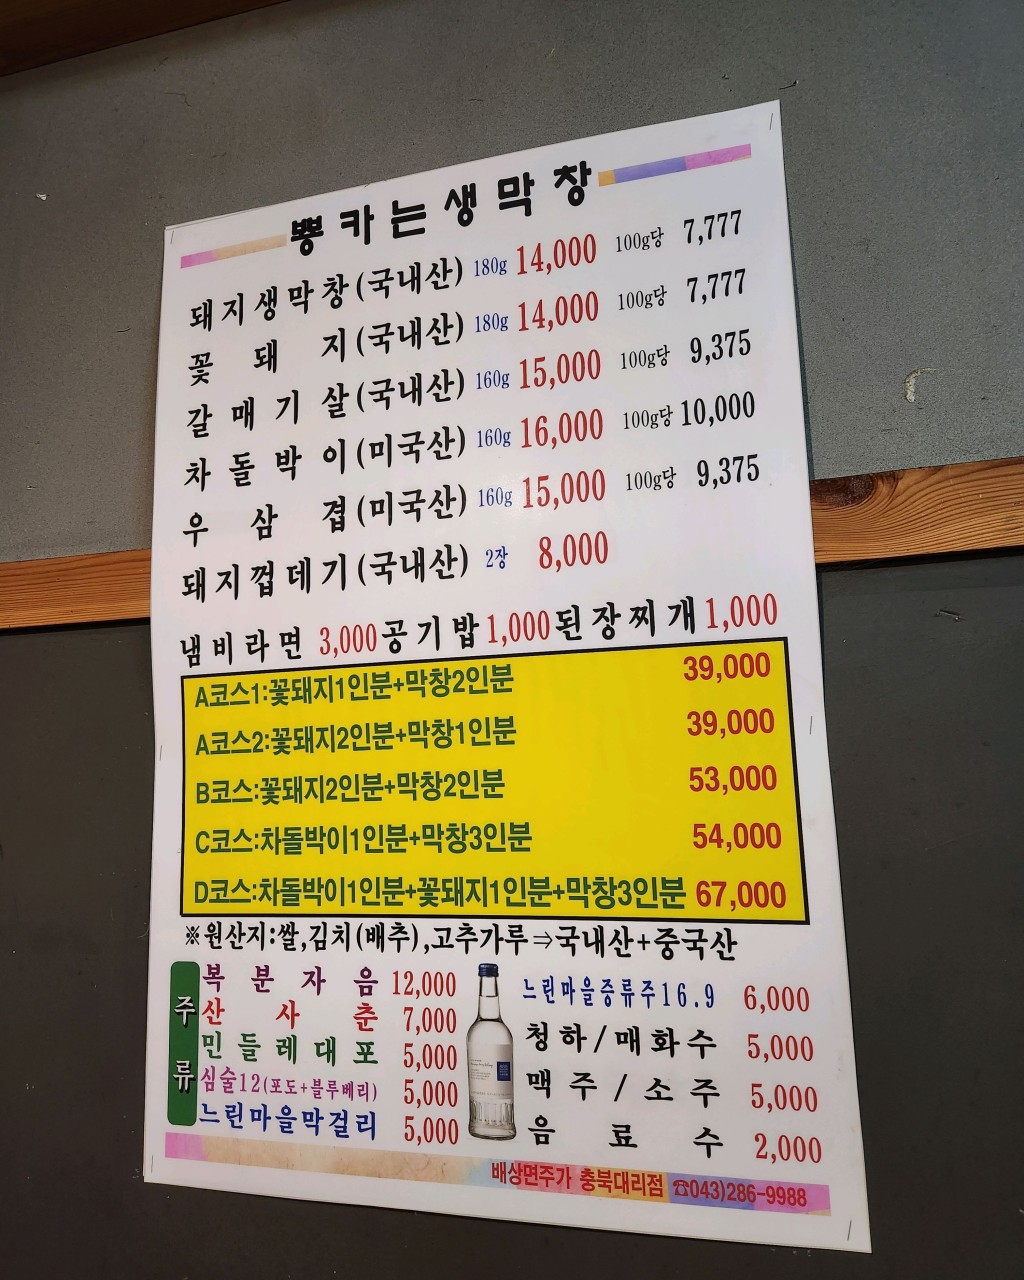 뽕카는생막창
돼지생막창(국내산) 180g 14,000 100g당 7,777
꽃돼지(국내산) 180g 14,000 100g당 7,777
갈매기살(국내산) 160g 15,000 100g당 9,375
차돌박이(미국산) 160g 16,000 100g당 10,000
우삼겹(미국산) 160g 15,000 100g당 9,375
돼지껍데기(국내산) 2장 8,000
냄비라면 3,000 공기밥 1,000 된장찌개 1,000
A코스1:꽃돼지1인분+막창2인분 39,000
A코스2:꽃돼지2인분+막창1인분 39,000
B코스:꽃돼지2인분+막창2인분 53,000
C코스:차돌박이1인분+막창3인분 54,000
D코스:차돌박이1인분+꽃돼지1인분+막창3인분 67,000
※원산지:쌀,김치(배추),고추가루⇒국내산+중국산
주류
복분자음 12,000
산사춘 7,000
민들레대포 5,000
심술12(포도+블루베리) 5,000
느린마을막걸리 5,000
느린마을증류주16.9 6,000
청하/매화수 5,000
맥주/소주 5,000
음료수 2,000
배상면주가 충북대리점 ☎043)286-9988